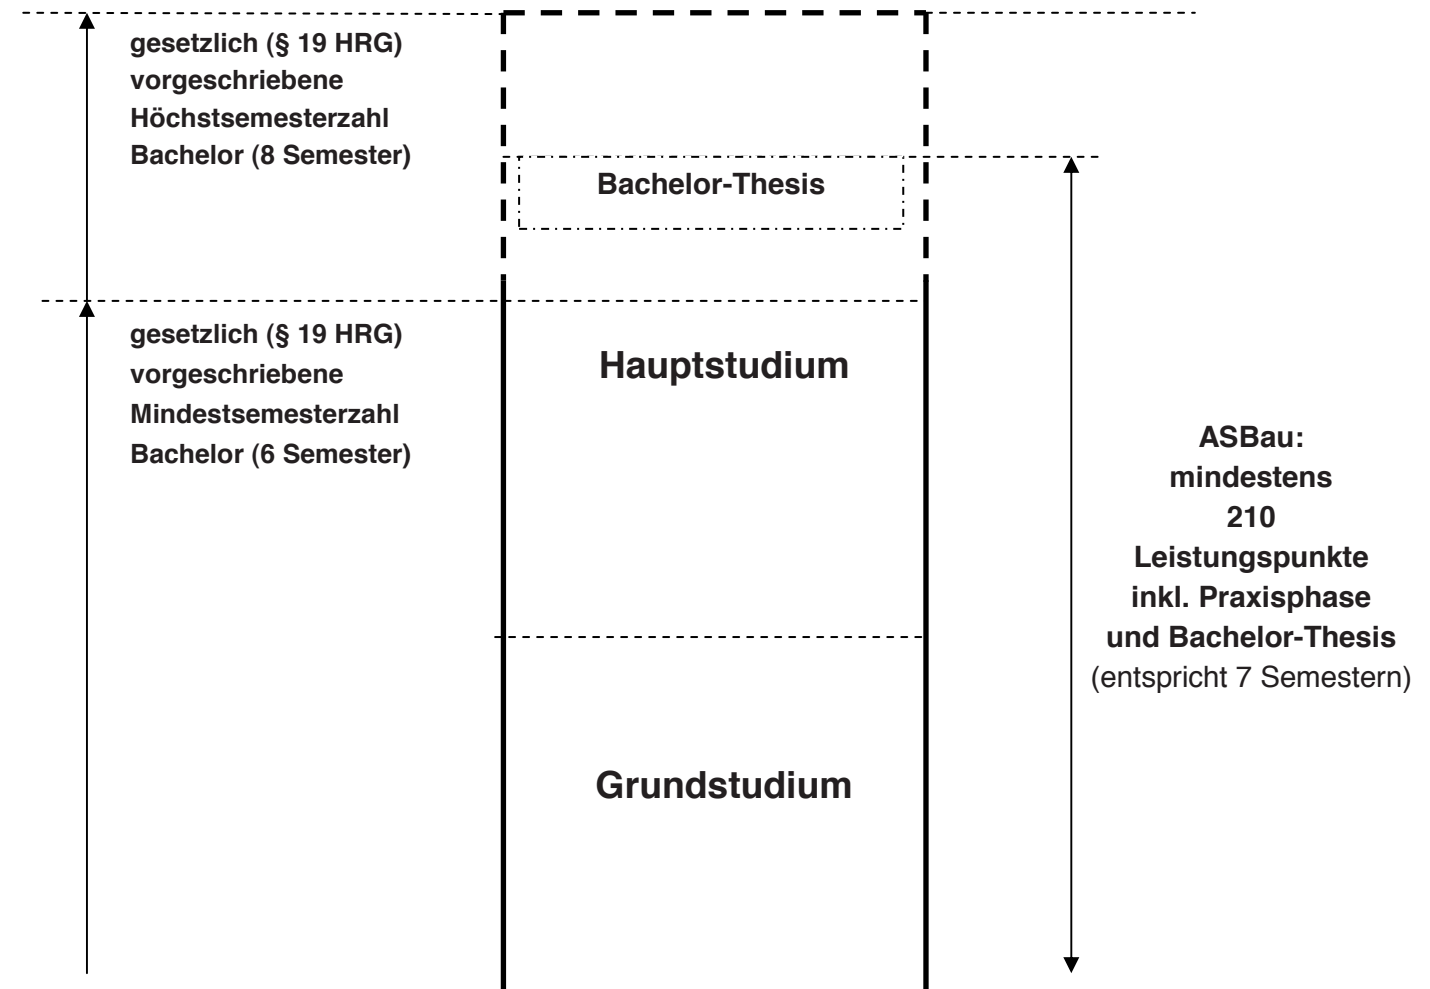 gesetzlich (§ 19 HRG)
vorgeschriebene
Höchstsemesterzahl
Bachelor (8 Semester)
Bachelor-Thesis
gesetzlich (§ 19 HRG)
vorgeschriebene
Mindestsemesterzahl
Bachelor (6 Semester)
Hauptstudium
ASBau:
mindestens
210
Leistungspunkte
inkl. Praxisphase
und Bachelor-Thesis
(entspricht 7 Semestern)
Grundstudium